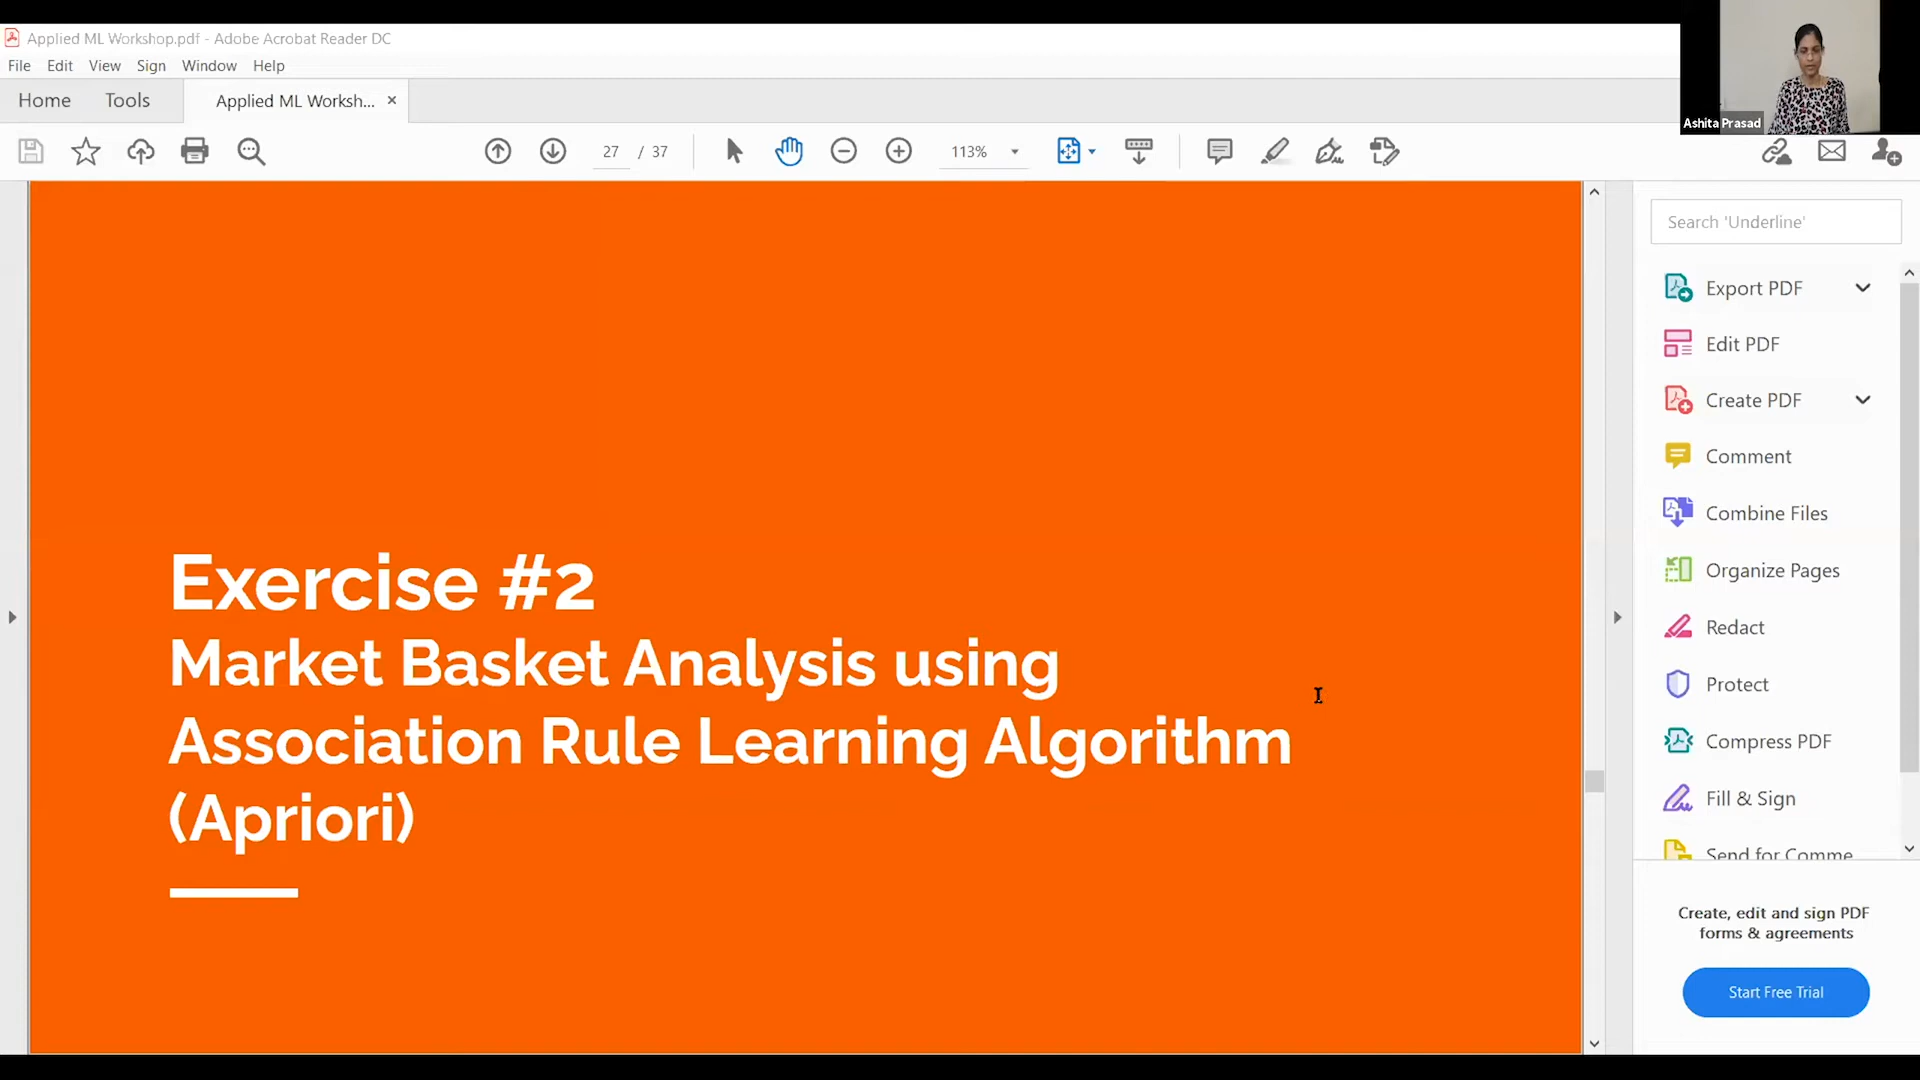 Applied ML Workshop.pdf - Adobe Acrobat Reader DC
File Edit View Sign Window Help
Home Tools Applied ML Worksh... ×
27 / 37 113%
Ashita Prasad
Exercise #2
Market Basket Analysis using
Association Rule Learning Algorithm
(Apriori)
Search 'Underline'
Export PDF
Edit PDF
Create PDF
Comment
Combine Files
Organize Pages
Redact
Protect
Compress PDF
Fill & Sign
Send for Comme
Create, edit and sign PDF
forms & agreements
Start Free Trial